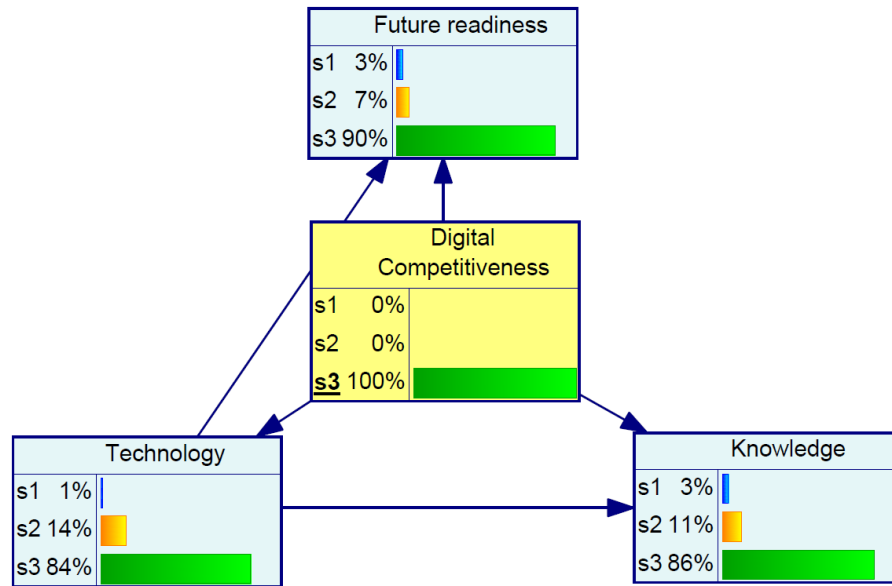 Future readiness
s1 3%
s2 7%
s3 90%
Digital
Competitiveness
s1 0%
s2 0%
s3 100%
Technology
s1 1%
s2 14%
s3 84%
Knowledge
s1 3%
s2 11%
s3 86%